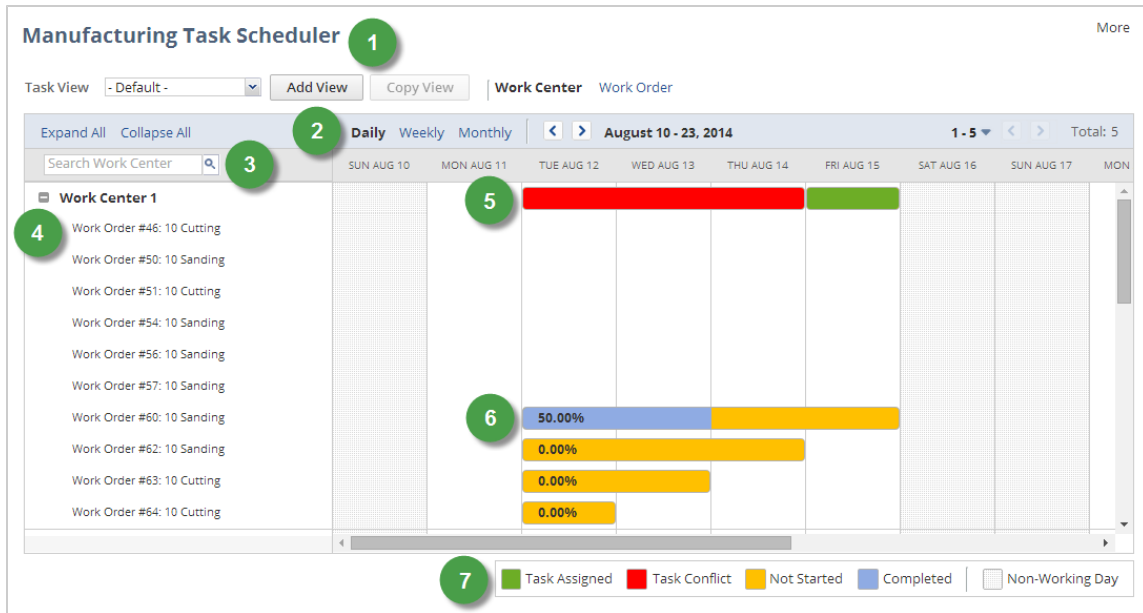 Manufacturing Task Scheduler
1
More
Task View - Default - Add View Copy View Work Center Work Order
Expand All Collapse All 2 Daily Weekly Monthly < > August 10 - 23, 2014 1 - 5 < > Total: 5
Search Work Center 3 SUN AUG 10 MON AUG 11 TUE AUG 12 WED AUG 13 THU AUG 14 FRI AUG 15 SAT AUG 16 SUN AUG 17 MON
Work Center 1 5
4 Work Order #46: 10 Cutting
Work Order #50: 10 Sanding
Work Order #51: 10 Cutting
Work Order #54: 10 Sanding
Work Order #56: 10 Sanding
Work Order #57: 10 Sanding
Work Order #60: 10 Sanding 6 50.00%
Work Order #62: 10 Sanding 0.00%
Work Order #63: 10 Cutting 0.00%
Work Order #64: 10 Cutting 0.00%
7 Task Assigned Task Conflict Not Started Completed Non-Working Day